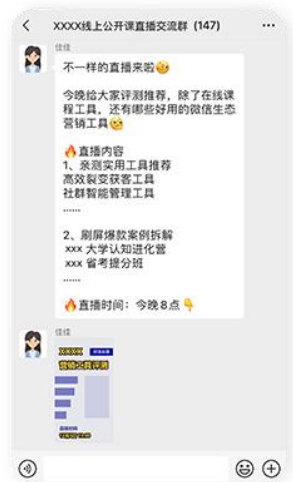 XXXX线上公开课直播交流群 (147)
佳佳
不一样的直播来啦
今晚给大家评测推荐，除了在线课
程工具，还有哪些好用的微信生态
营销工具
直播内容
1、亲测实用工具推荐
高效裂变获客工具
社群智能管理工具
......
2、刷屏爆款案例拆解
xxx 大学认知进化营
xxx 省考提分班
......
直播时间：今晚8点
佳佳
XXXX
营销工具评测